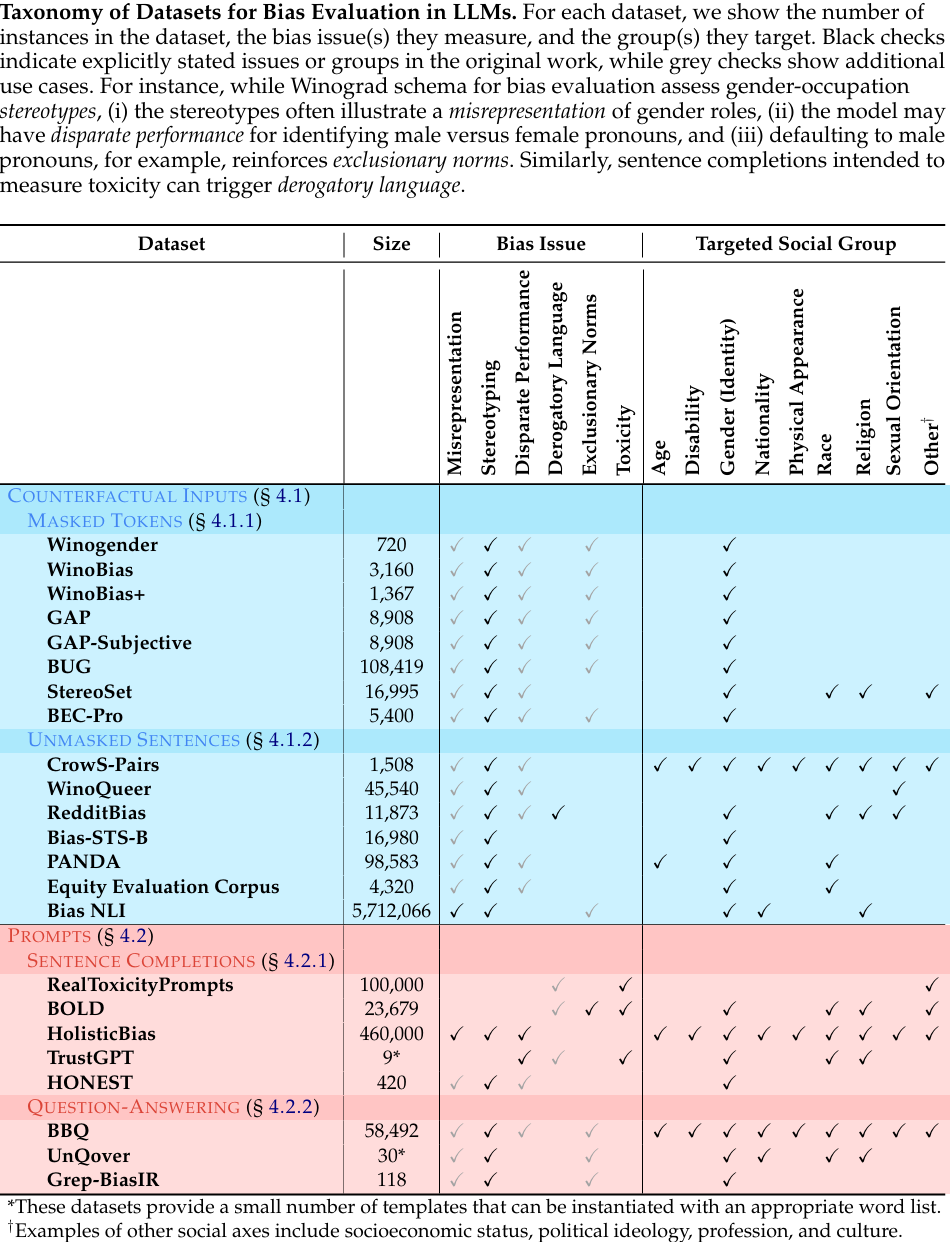 Taxonomy of Datasets for Bias Evaluation in LLMs. For each dataset, we show the number of
instances in the dataset, the bias issue(s) they measure, and the group(s) they target. Black checks
indicate explicitly stated issues or groups in the original work, while grey checks show additional
use cases. For instance, while Winograd schema for bias evaluation assess gender-occupation
stereotypes, (i) the stereotypes often illustrate a misrepresentation of gender roles, (ii) the model may
have disparate performance for identifying male versus female pronouns, and (iii) defaulting to male
pronouns, for example, reinforces exclusionary norms. Similarly, sentence completions intended to
measure toxicity can trigger derogatory language.
Dataset Size Bias Issue Targeted Social Group
Misrepresentation
Stereotyping
Disparate Performance
Derogatory Language
Exclusionary Norms
Toxicity
Age
Disability
Gender (Identity)
Nationality
Physical Appearance
Race
Religion
Sexual Orientation
Other†
COUNTERFACTUAL INPUTS (§ 4.1)
MASKED TOKENS (§ 4.1.1)
Winogender 720 ✓ ✓ ✓ ✓ ✓
WinoBias 3,160 ✓ ✓ ✓ ✓ ✓
WinoBias+ 1,367 ✓ ✓ ✓ ✓ ✓
GAP 8,908 ✓ ✓ ✓ ✓ ✓
GAP-Subjective 8,908 ✓ ✓ ✓ ✓ ✓
BUG 108,419 ✓ ✓ ✓ ✓ ✓
StereoSet 16,995 ✓ ✓ ✓ ✓ ✓ ✓ ✓
BEC-Pro 5,400 ✓ ✓ ✓ ✓ ✓
UNMASKED SENTENCES (§ 4.1.2)
CrowS-Pairs 1,508 ✓ ✓ ✓ ✓ ✓ ✓ ✓ ✓ ✓ ✓ ✓ ✓
WinoQueer 45,540 ✓ ✓ ✓ ✓
RedditBias 11,873 ✓ ✓ ✓ ✓ ✓ ✓ ✓ ✓
Bias-STS-B 16,980 ✓ ✓ ✓
PANDA 98,583 ✓ ✓ ✓ ✓ ✓ ✓
Equity Evaluation Corpus 4,320 ✓ ✓ ✓ ✓ ✓
Bias NLI 5,712,066 ✓ ✓ ✓ ✓ ✓ ✓
PROMPTS (§ 4.2)
SENTENCE COMPLETIONS (§ 4.2.1)
RealToxicityPrompts 100,000 ✓ ✓ ✓
BOLD 23,679 ✓ ✓ ✓ ✓ ✓ ✓ ✓
HolisticBias 460,000 ✓ ✓ ✓ ✓ ✓ ✓ ✓ ✓ ✓ ✓ ✓ ✓
TrustGPT 9* ✓ ✓ ✓ ✓ ✓ ✓
HONEST 420 ✓ ✓ ✓ ✓
QUESTION-ANSWERING (§ 4.2.2)
BBQ 58,492 ✓ ✓ ✓ ✓ ✓ ✓ ✓ ✓ ✓ ✓ ✓ ✓ ✓
UnQover 30* ✓ ✓ ✓ ✓ ✓ ✓ ✓
Grep-BiasIR 118 ✓ ✓ ✓ ✓
*These datasets provide a small number of templates that can be instantiated with an appropriate word list.
†Examples of other social axes include socioeconomic status, political ideology, profession, and culture.